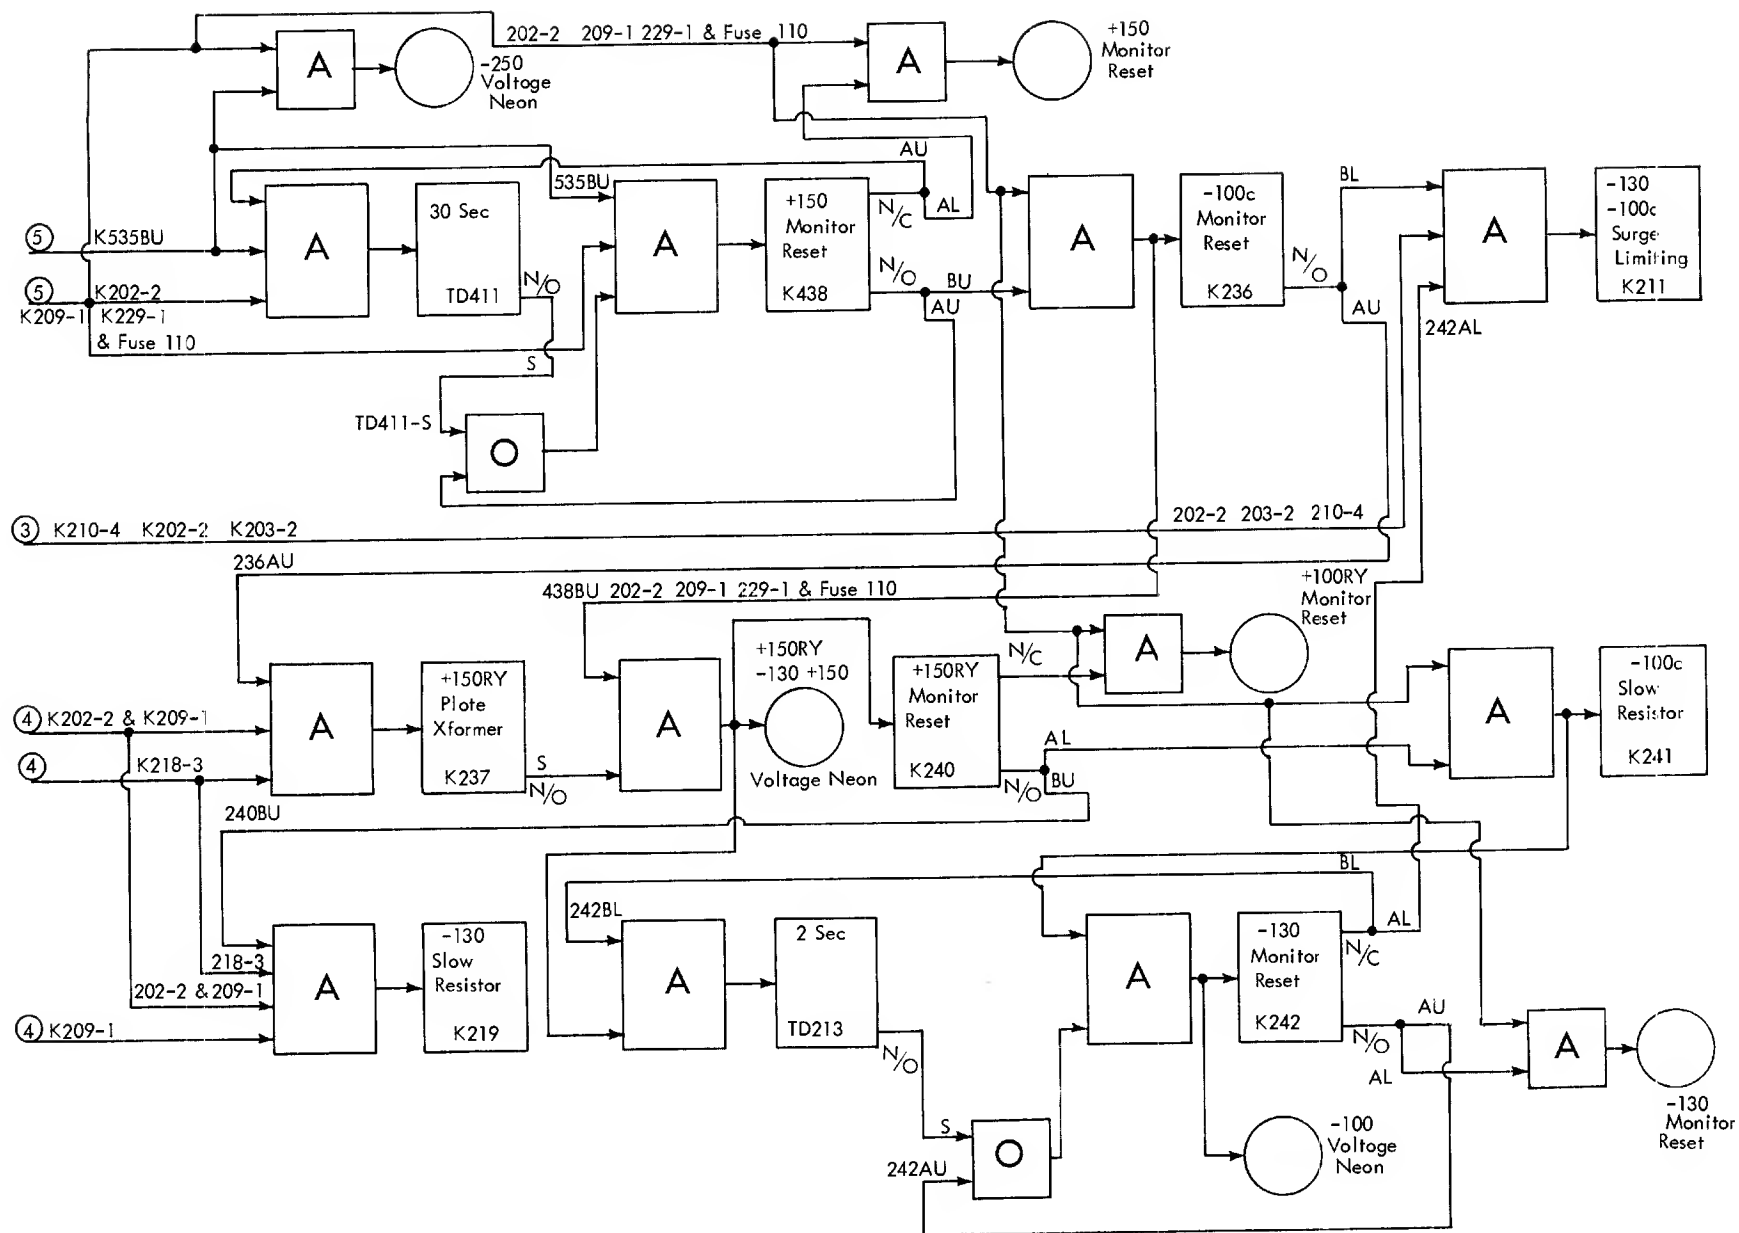 202-2 209-1 229-1 & Fuse 110
A
-250
Voltage
Neon
A
+150
Monitor
Reset
AU
535BU
30 Sec
TD411
N/O
A
A
+150
Monitor
Reset
K438
N/C
AL
N/O
BU
AU
A
-100c
Monitor
Reset
K236
N/O
BL
AU
A
242AL
-130
-100c
Surge
Limiting
K211
5
K535BU
5
K202-2
K209-1
K229-1
& Fuse 110
S
TD411-S
O
3
K210-4 K202-2 K203-2
202-2 203-2 210-4
236AU
438BU 202-2 209-1 229-1 & Fuse 110
+100RY
Monitor
Reset
4
K202-2 & K209-1
4
K218-3
A
+150RY
Plate
Xformer
K237
S
N/O
A
+150RY
-130 +150
Voltage Neon
+150RY
Monitor
Reset
K240
N/C
A
AL
N/O
BU
A
-100c
Slow
Resistor
K241
240BU
BL
242BL
218-3
202-2 & 209-1
4
K209-1
A
-130
Slow
Resistor
K219
A
2 Sec
TD213
N/O
A
-130
Monitor
Reset
K242
N/C
AL
AU
N/O
AL
A
-130
Monitor
Reset
S
242AU
O
-100
Voltage
Neon